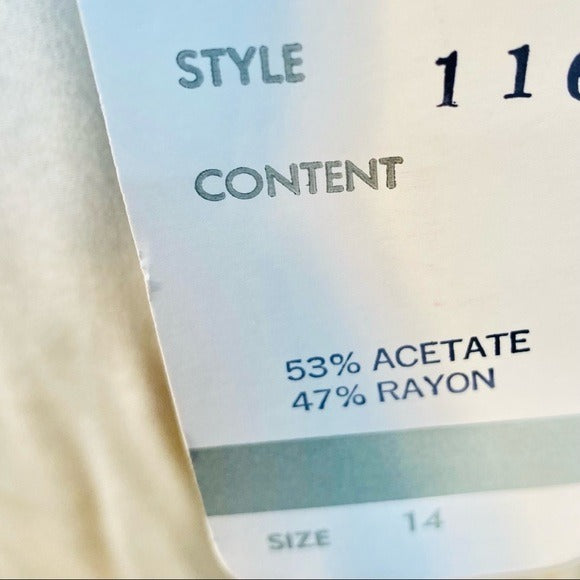 STYLE 116
CONTENT
53% ACETATE
47% RAYON
SIZE 14